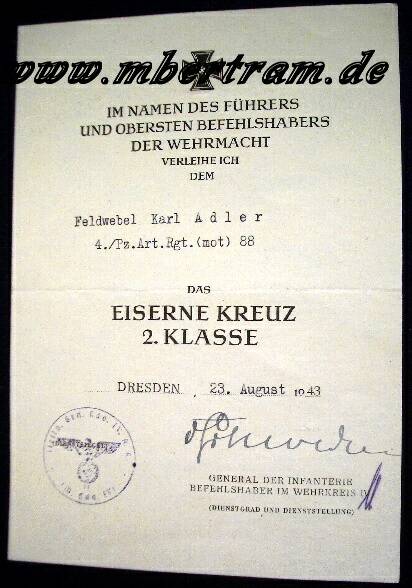 www.mbertram.de
IM NAMEN DES FÜHRERS
UND OBERSTEN BEFEHLSHABERS
DER WEHRMACHT
VERLEIHE ICH
DEM
Feldwebel Karl Adler
4./Pz.Art.Rgt.(mot) 88
DAS
EISERNE KREUZ
2. KLASSE
DRESDEN, 23. August 1943
GENERAL DER INFANTERIE
BEFEHLSHABER IM WEHRKREIS IV
(DIENSTGRAD UND DIENSTSTELLUNG)